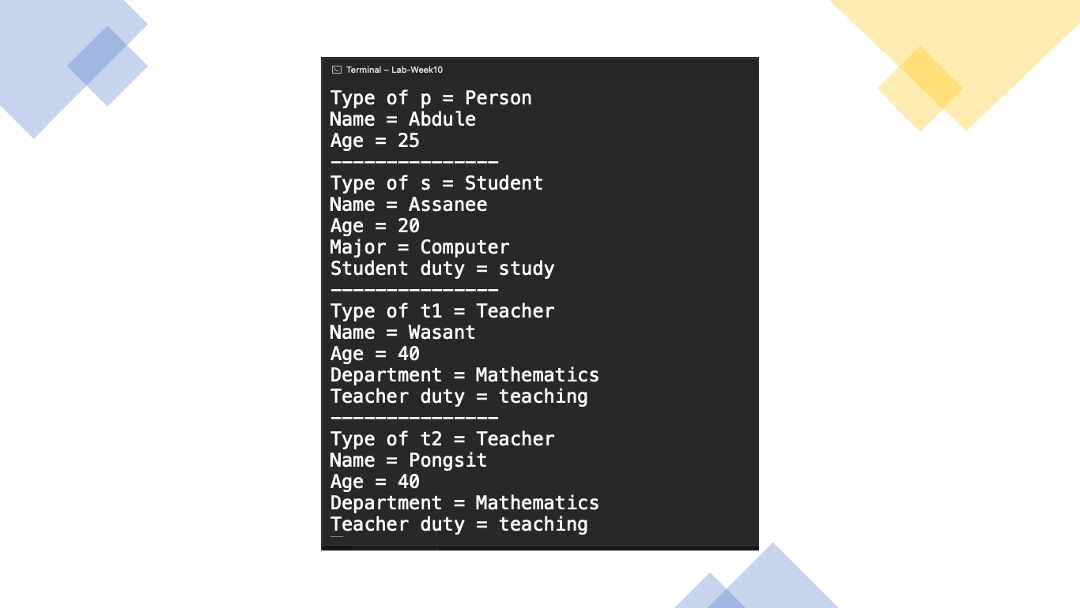 Terminal – Lab-Week10
Type of p = Person
Name = Abdule
Age = 25
---------------
Type of s = Student
Name = Assanee
Age = 20
Major = Computer
Student duty = study
---------------
Type of t1 = Teacher
Name = Wasant
Age = 40
Department = Mathematics
Teacher duty = teaching
---------------
Type of t2 = Teacher
Name = Pongsit
Age = 40
Department = Mathematics
Teacher duty = teaching